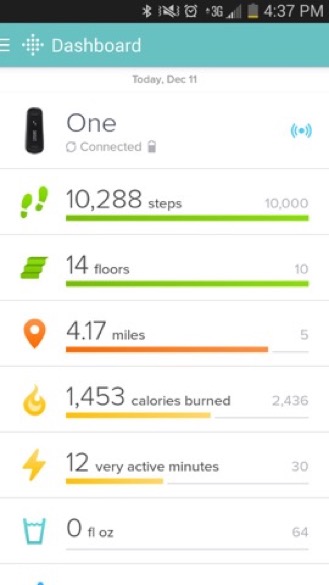 3G 4:37 PM
Dashboard
Today, Dec 11
One
Connected
10,288 steps 10,000
14 floors 10
4.17 miles 5
1,453 calories burned 2,436
12 very active minutes 30
0 fl oz 64